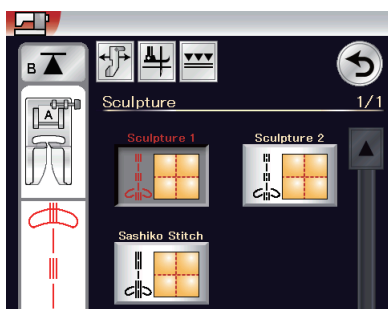 B
A
Sculpture 1/1
Sculpture 1 Sculpture 2
Sashiko Stitch